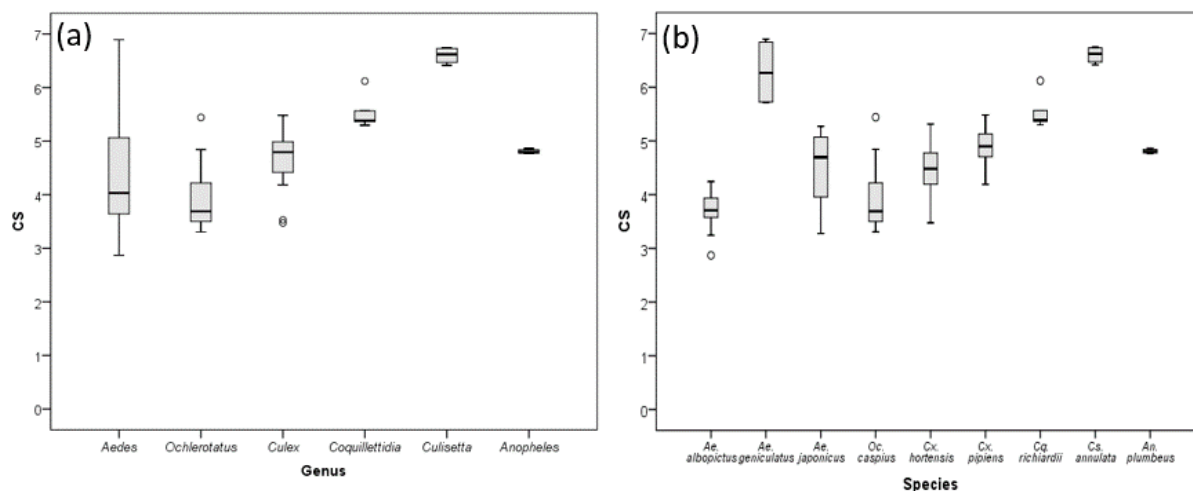 (a)
7
6
5
4
3
2
1
0
CS
Aedes Ochlerotatus Culex Coquillettidia Culisetta Anopheles
Genus
(b)
7
6
5
4
3
2
1
0
CS
Ae. albopictus
Ae. geniculatus
Ae. japonicus
Oc. caspius
Cx. hortensis
Cx. pipiens
Cq. richiardii
Cs. annulata
An. plumbeus
Species